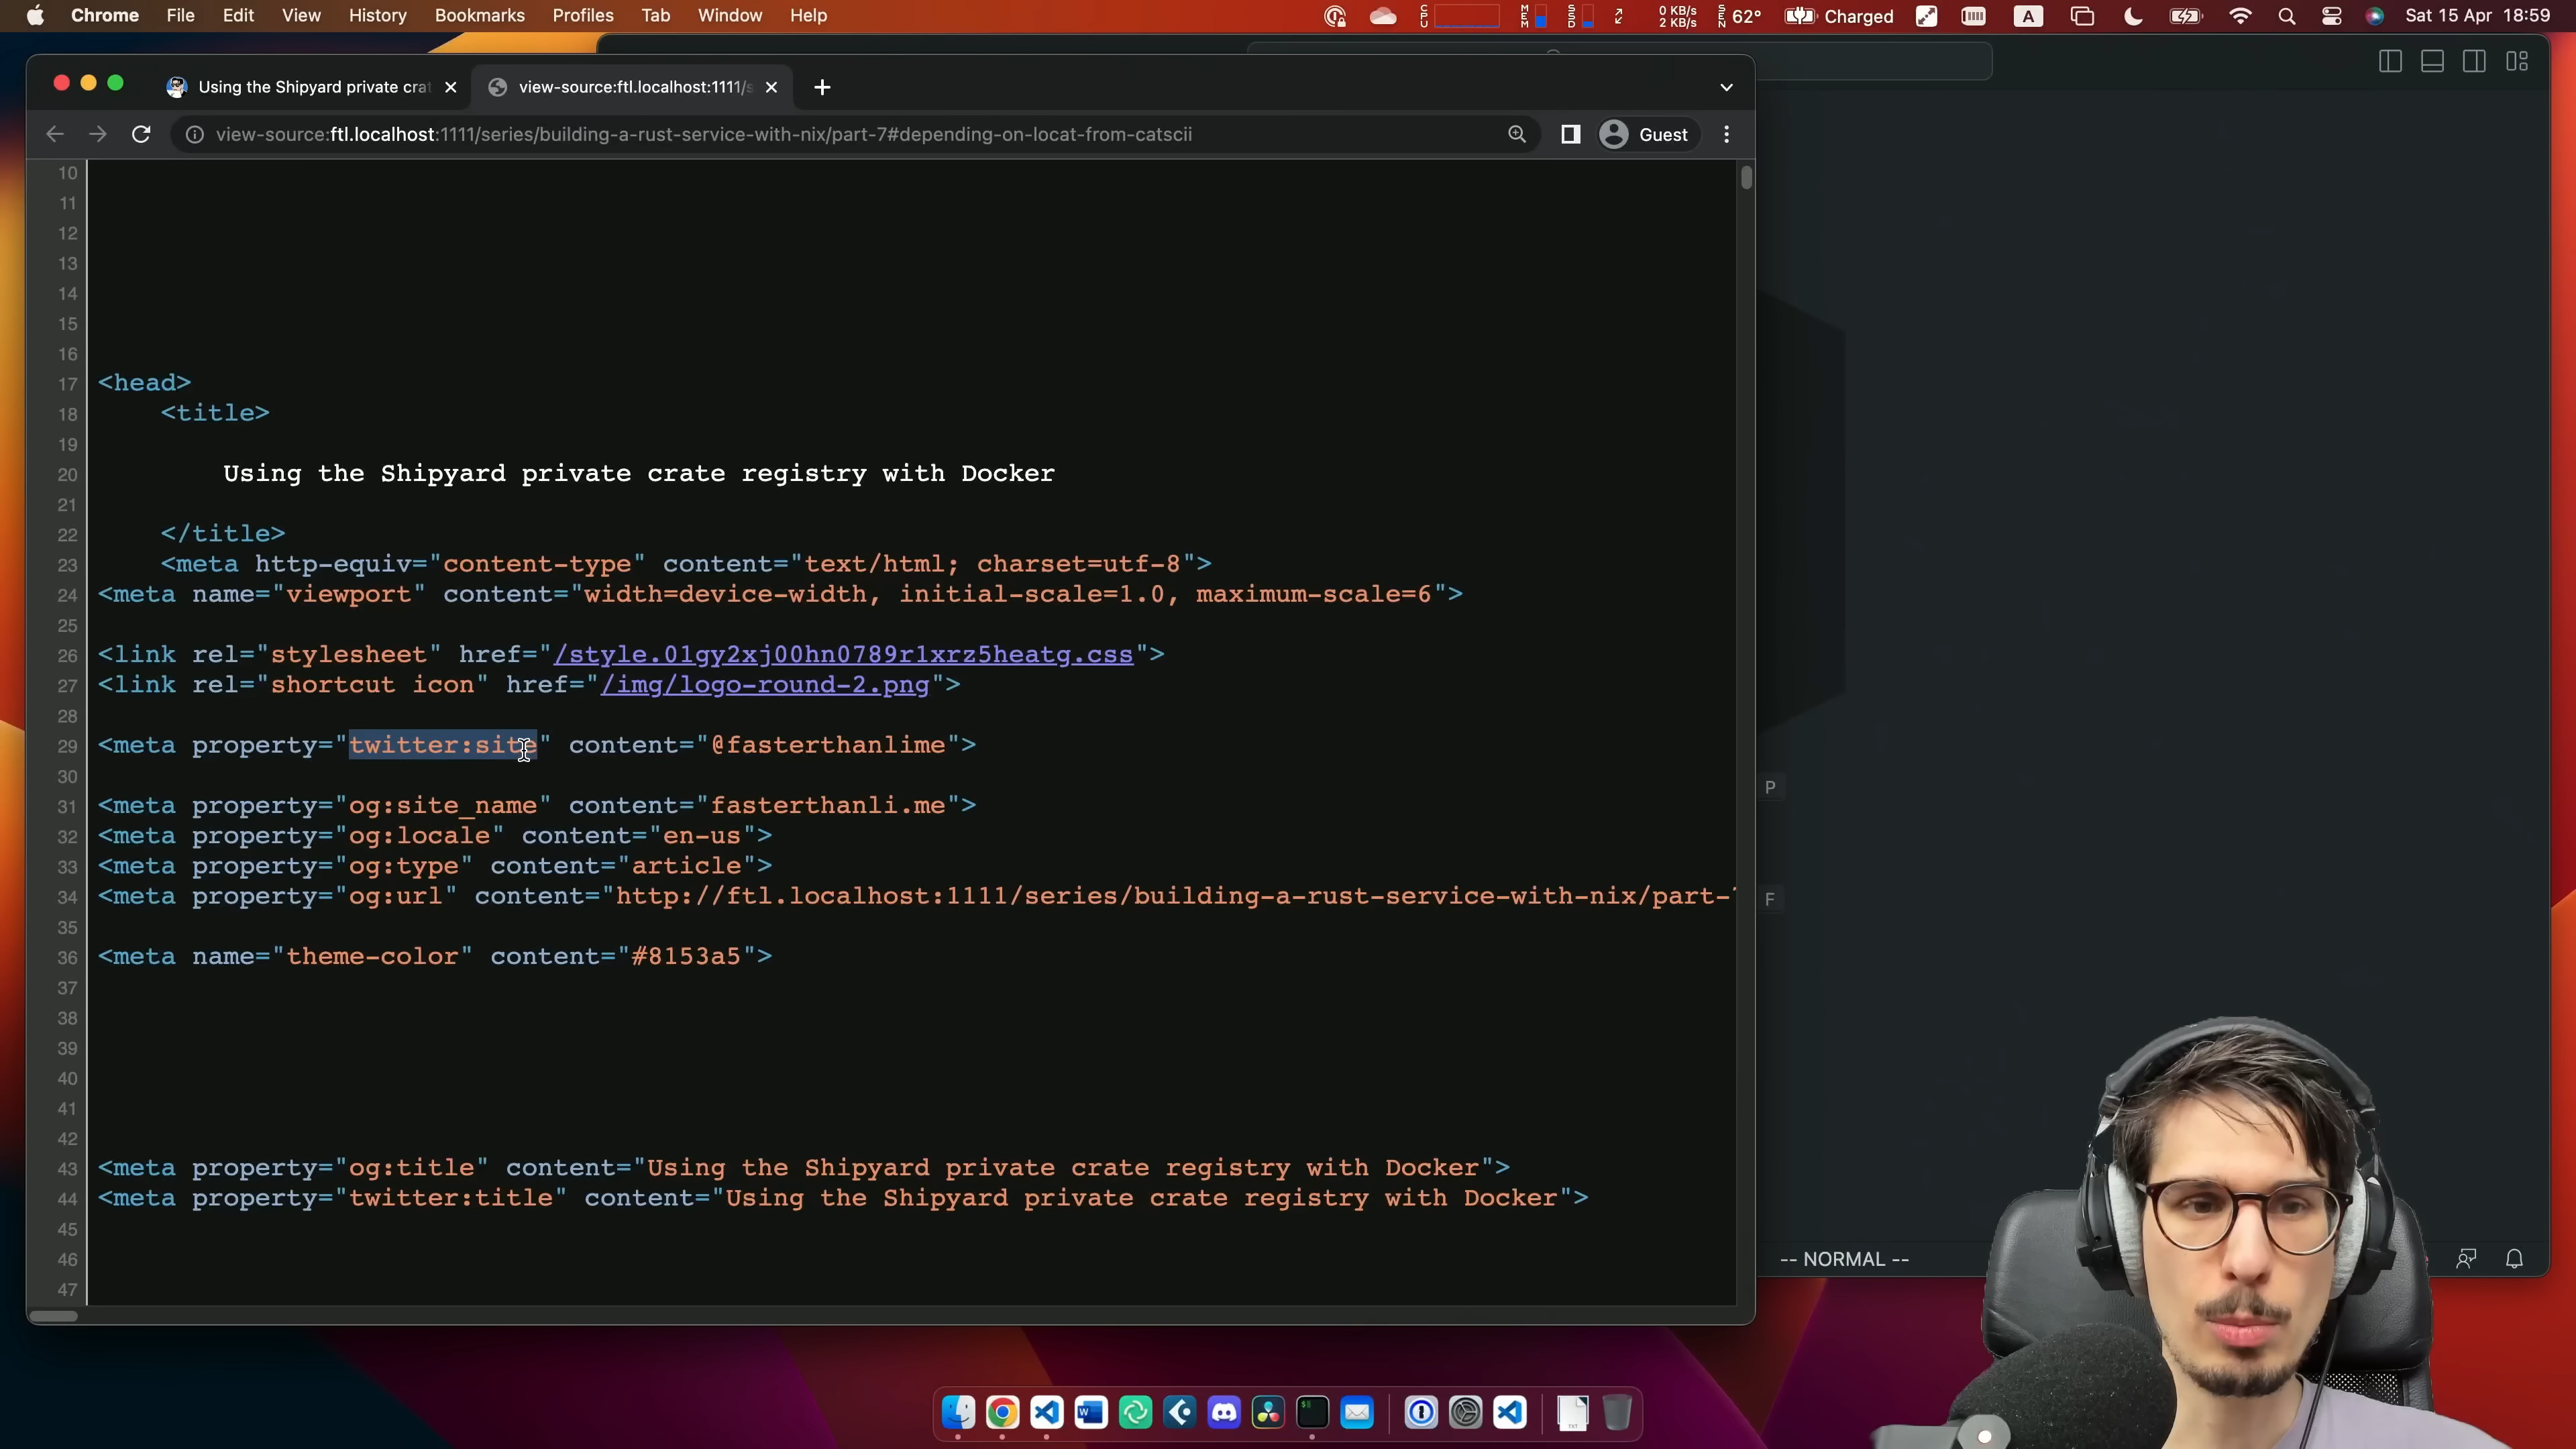 Chrome File Edit View History Bookmarks Profiles Tab Window Help
CPU MEM SSD 0 KB/s 2 KB/s SEN 62° Charged A Sat 15 Apr 18:59
Using the Shipyard private crat
view-source:ftl.localhost:1111/s
view-source:ftl.localhost:1111/series/building-a-rust-service-with-nix/part-7#depending-on-locat-from-catscii
Guest
10
11
12
13
14
15
16
17 <head>
18 <title>
19
20 Using the Shipyard private crate registry with Docker
21
22 </title>
23 <meta http-equiv="content-type" content="text/html; charset=utf-8">
24 <meta name="viewport" content="width=device-width, initial-scale=1.0, maximum-scale=6">
25
26 <link rel="stylesheet" href="/style.01gy2xj00hn0789r1xrz5heatg.css">
27 <link rel="shortcut icon" href="/img/logo-round-2.png">
28
29 <meta property="twitter:site" content="@fasterthanlime">
30
31 <meta property="og:site_name" content="fasterthanli.me">
32 <meta property="og:locale" content="en-us">
33 <meta property="og:type" content="article">
34 <meta property="og:url" content="http://ftl.localhost:1111/series/building-a-rust-service-with-nix/part-
35
36 <meta name="theme-color" content="#8153a5">
37
38
39
40
41
42
43 <meta property="og:title" content="Using the Shipyard private crate registry with Docker">
44 <meta property="twitter:title" content="Using the Shipyard private crate registry with Docker">
45
46
47
P
F
-- NORMAL --
W
TXT